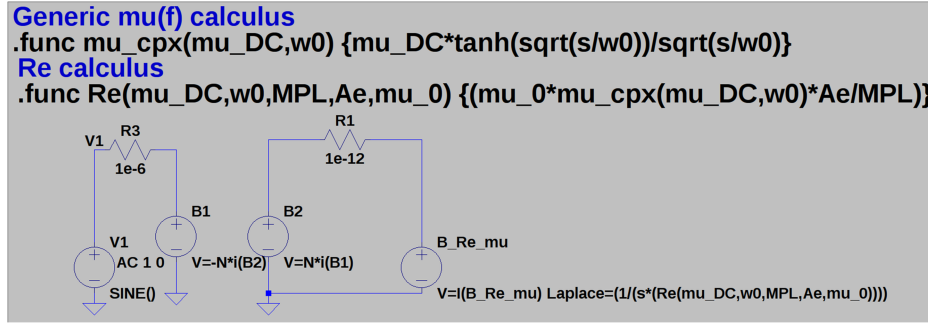 Generic mu(f) calculus
.func mu_cpx(mu_DC,w0) {mu_DC*tanh(sqrt(s/w0))/sqrt(s/w0)}
Re calculus
.func Re(mu_DC,w0,MPL,Ae,mu_0) {(mu_0*mu_cpx(mu_DC,w0)*Ae/MPL)}
V1
R3
1e-6
R1
1e-12
B1
V=-N*i(B2)
B2
V=N*i(B1)
V1
AC 1 0
SINE()
B_Re_mu
V=I(B_Re_mu) Laplace=(1/(s*(Re(mu_DC,w0,MPL,Ae,mu_0))))